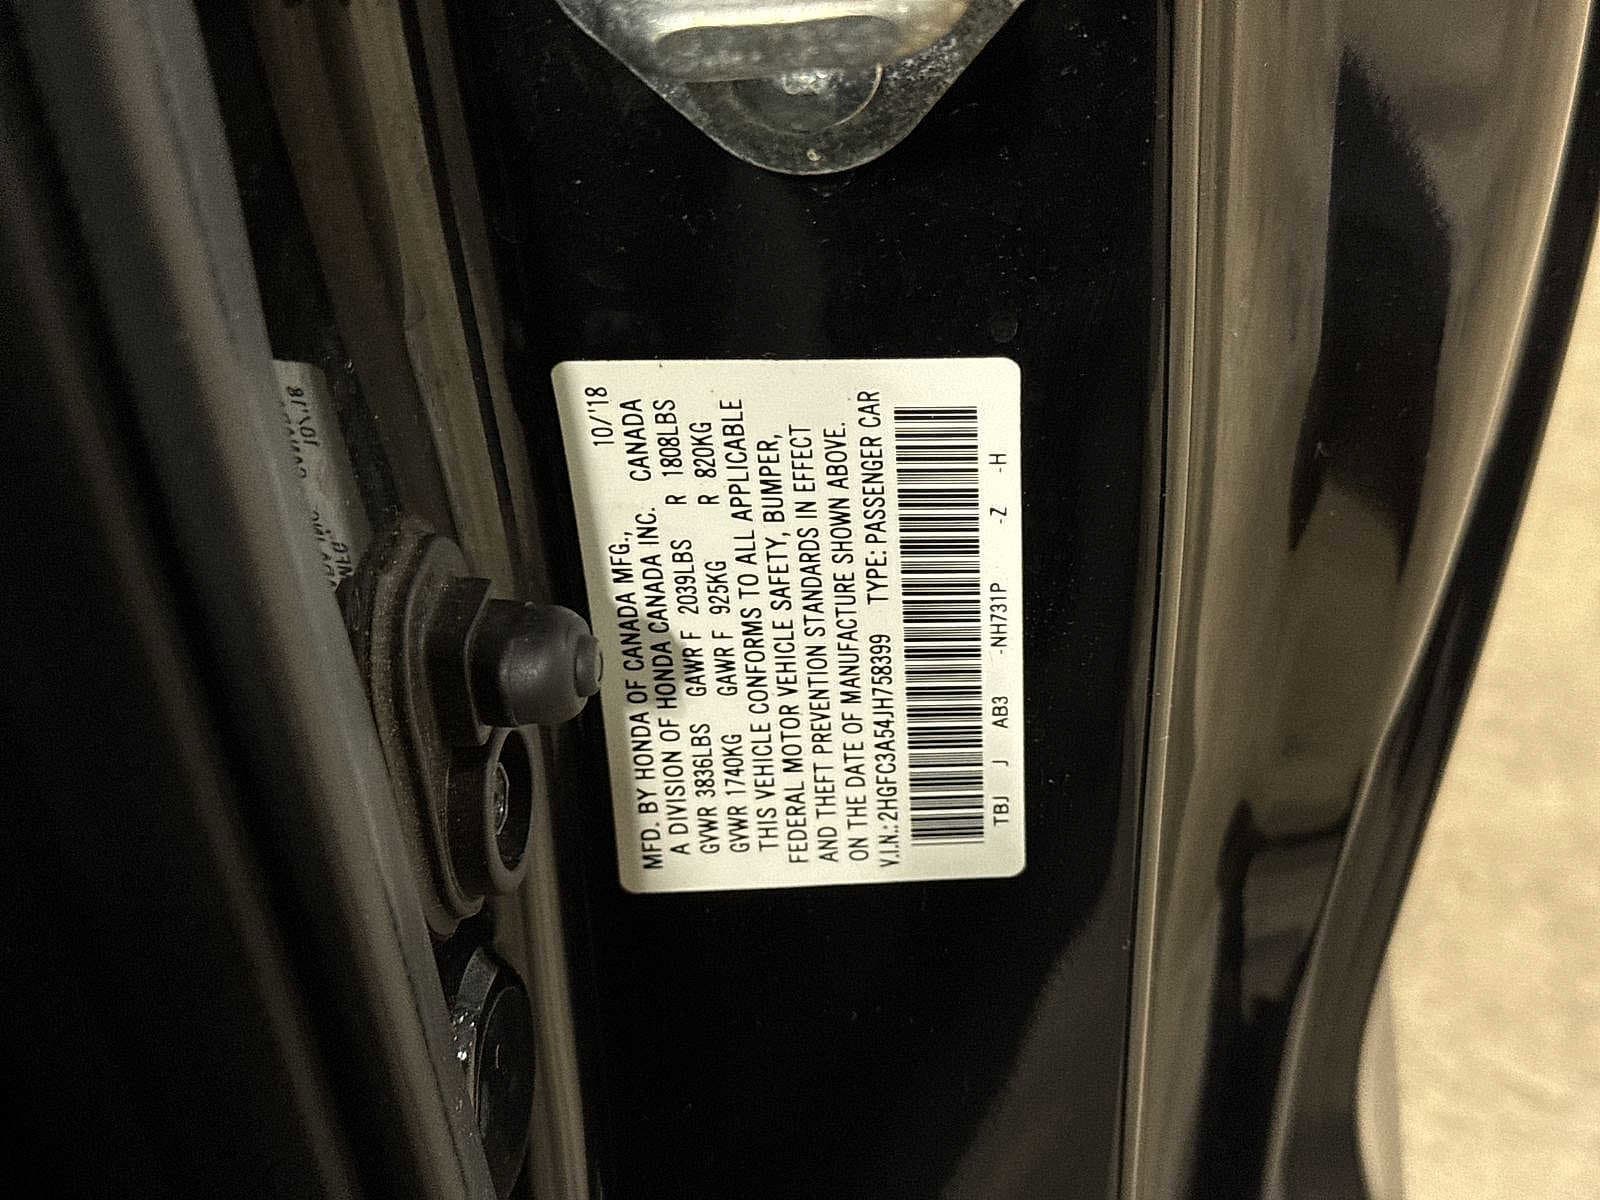 10/'18
MFD. BY HONDA OF CANADA MFG.,
A DIVISION OF HONDA CANADA INC. CANADA
GVWR 3836LBS GAWR F 2039LBS R 1808LBS
GVWR 1740KG GAWR F 925KG R 820KG
THIS VEHICLE CONFORMS TO ALL APPLICABLE
FEDERAL MOTOR VEHICLE SAFETY, BUMPER,
AND THEFT PREVENTION STANDARDS IN EFFECT
ON THE DATE OF MANUFACTURE SHOWN ABOVE.
V.I.N.:2HGFC3A54JH758399 TYPE: PASSENGER CAR
TBJ J AB3 -NH731P -Z -H
10/'18